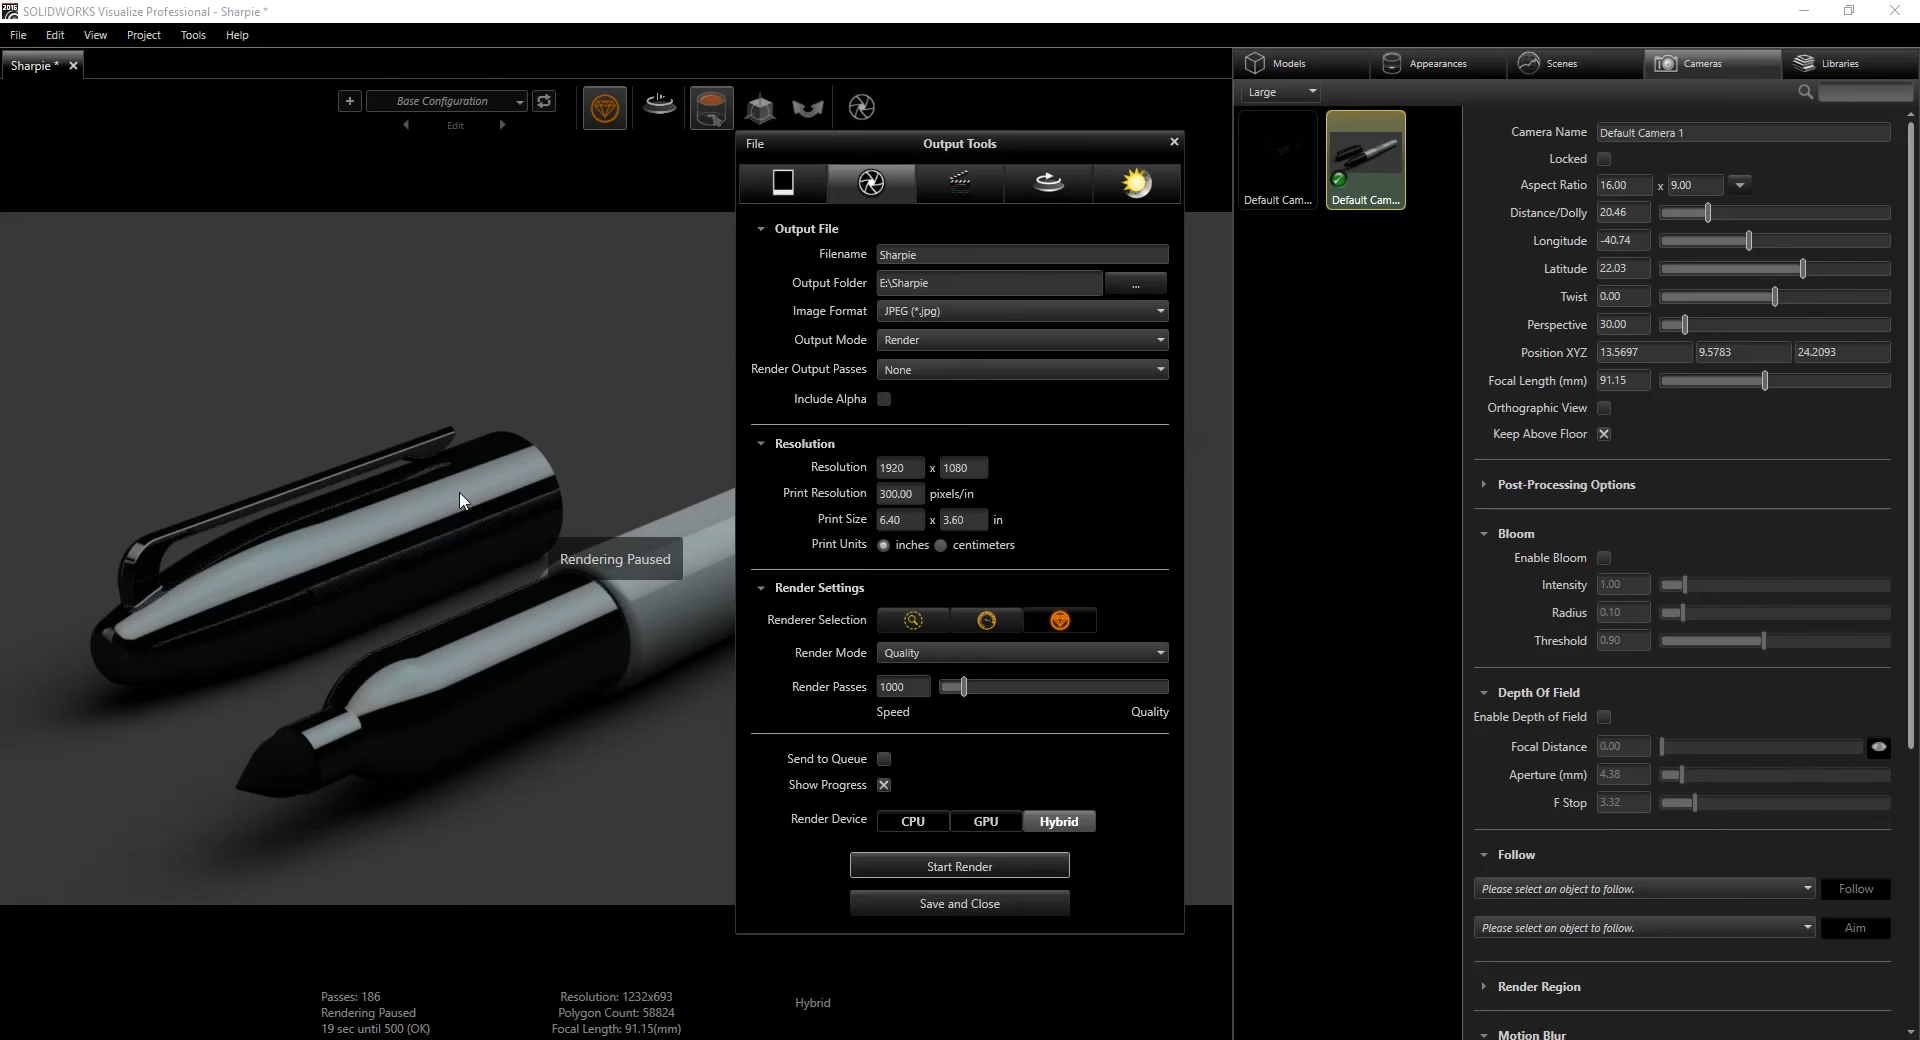 SOLIDWORKS Visualize Professional - Sharpie *
File Edit View Project Tools Help
Sharpie *
Base Configuration
Edit
Models Appearances Scenes Cameras Libraries
Large
Default Cam...
Default Cam...
File Output Tools
Output File
Filename Sharpie
Output Folder E:\Sharpie ...
Image Format JPEG (*.jpg)
Output Mode Render
Render Output Passes None
Include Alpha
Resolution
Resolution 1920 x 1080
Print Resolution 300.00 pixels/in
Print Size 6.40 x 3.60 in
Print Units inches centimeters
Render Settings
Renderer Selection
Render Mode Quality
Render Passes 1000
Speed Quality
Send to Queue
Show Progress
Render Device CPU GPU Hybrid
Start Render
Save and Close
Rendering Paused
Camera Name Default Camera 1
Locked
Aspect Ratio 16.00 x 9.00
Distance/Dolly 20.46
Longitude -40.74
Latitude 22.03
Twist 0.00
Perspective 30.00
Position XYZ 13.5697 9.5783 24.2093
Focal Length (mm) 91.15
Orthographic View
Keep Above Floor
Post-Processing Options
Bloom
Enable Bloom
Intensity 1.00
Radius 0.10
Threshold 0.90
Depth Of Field
Enable Depth of Field
Focal Distance 0.00
Aperture (mm) 4.38
F Stop 3.32
Follow
Please select an object to follow. Follow
Please select an object to follow. Aim
Render Region
Motion Blur
Passes: 186 Resolution: 1232x693 Hybrid
Rendering Paused Polygon Count: 58824
19 sec until 500 (OK) Focal Length: 91.15(mm)